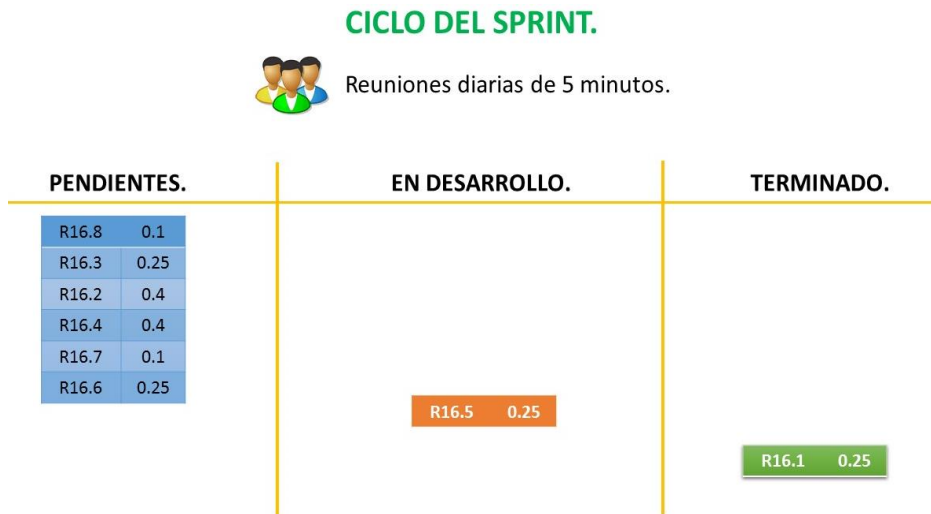 CICLO DEL SPRINT.
Reuniones diarias de 5 minutos.
PENDIENTES. EN DESARROLLO. TERMINADO.
R16.8 0.1
R16.3 0.25
R16.2 0.4
R16.4 0.4
R16.7 0.1
R16.6 0.25
R16.5 0.25
R16.1 0.25